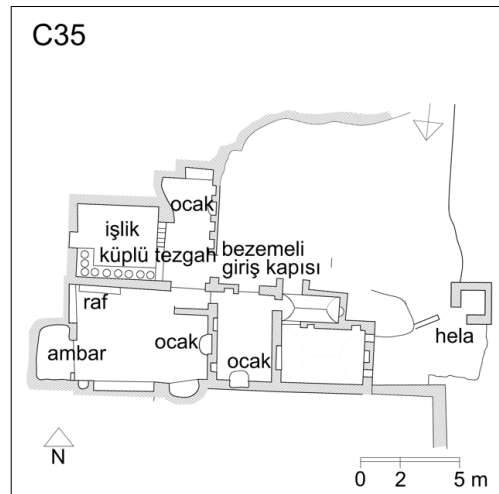 C35
ocak
işlik
küplü tezgah bezemeli
giriş kapısı
raf
ocak
hela
ambar
ocak
N
0 2 5 m